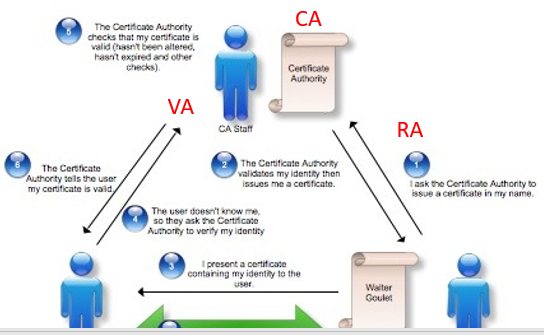 CA
5
The Certificate Authority
checks that my certificate is
valid (hasn't been altered,
hasn't expired and other
checks).
Certificate
Authority
CA Staff
VA
RA
6
The Certificate
Authority tells the user
my certificate is valid.
2
The Certificate Authority
validates my identity then
issues me a certificate.
1
I ask the Certificate Authority to
issue a certificate in my name.
4
The user doesn't know me,
so they ask the Certificate
Authority to verify my identity
3
I present a certificate
containing my identity to the
user.
Walter
Goulet